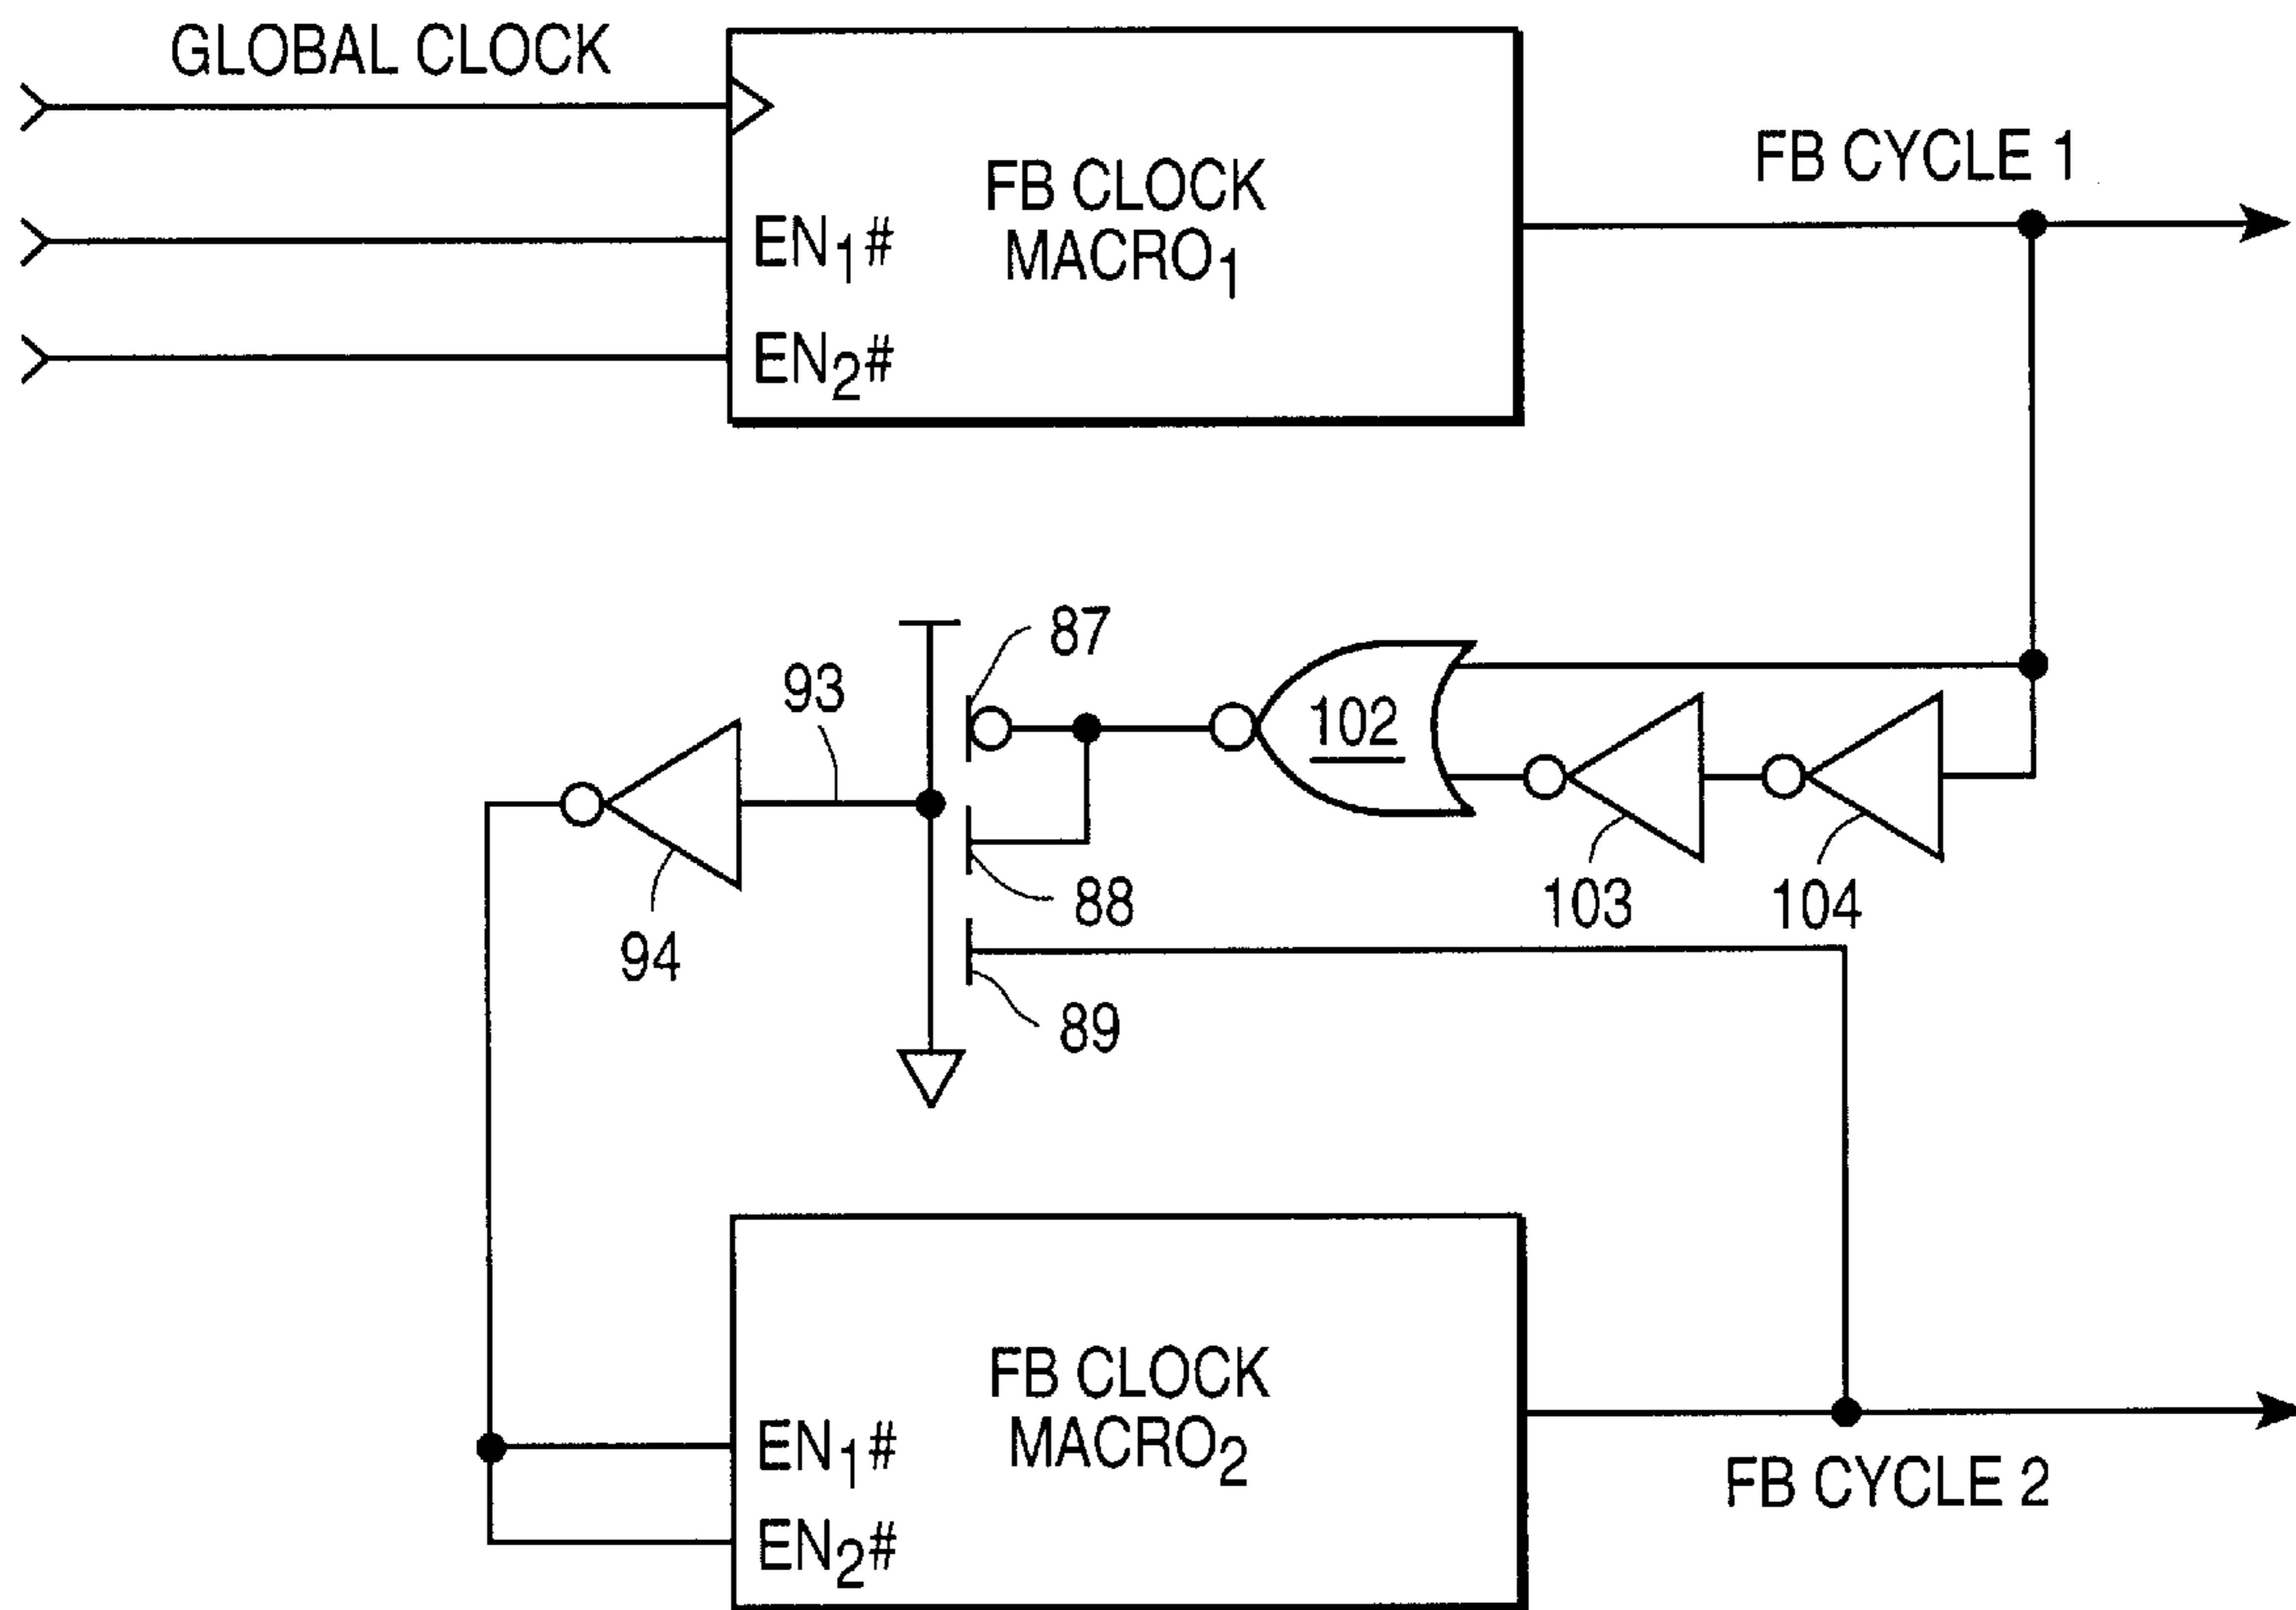 GLOBAL CLOCK
FB CYCLE 1
FB CLOCK
MACRO1
EN1#
EN2#
87
93
102
103
104
88
94
89
FB CLOCK
MACRO2
EN1#
EN2#
FB CYCLE 2